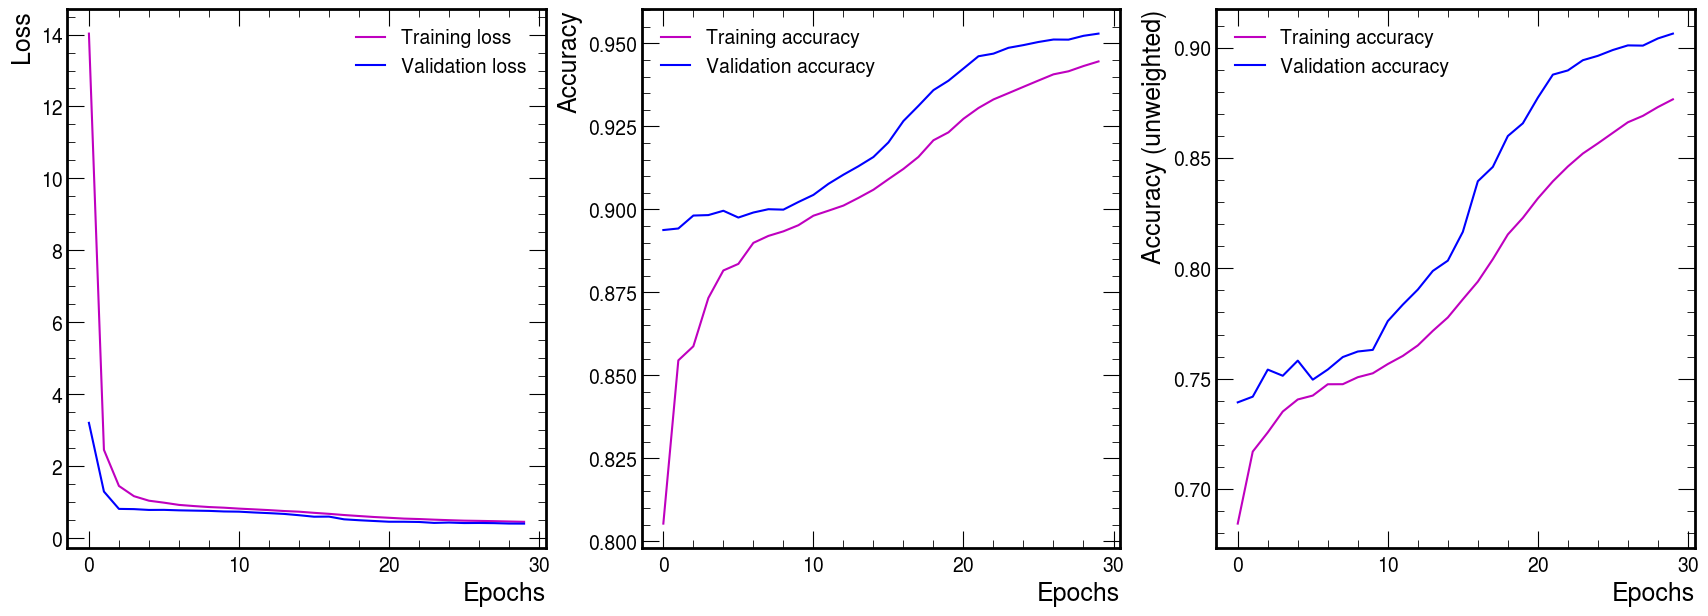 Loss
14
12
10
8
6
4
2
0
0
10
20
30
Epochs
Training loss
Validation loss
Accuracy
0.950
0.925
0.900
0.875
0.850
0.825
0.800
0
10
20
30
Epochs
Training accuracy
Validation accuracy
Accuracy (unweighted)
0.90
0.85
0.80
0.75
0.70
0
10
20
30
Epochs
Training accuracy
Validation accuracy